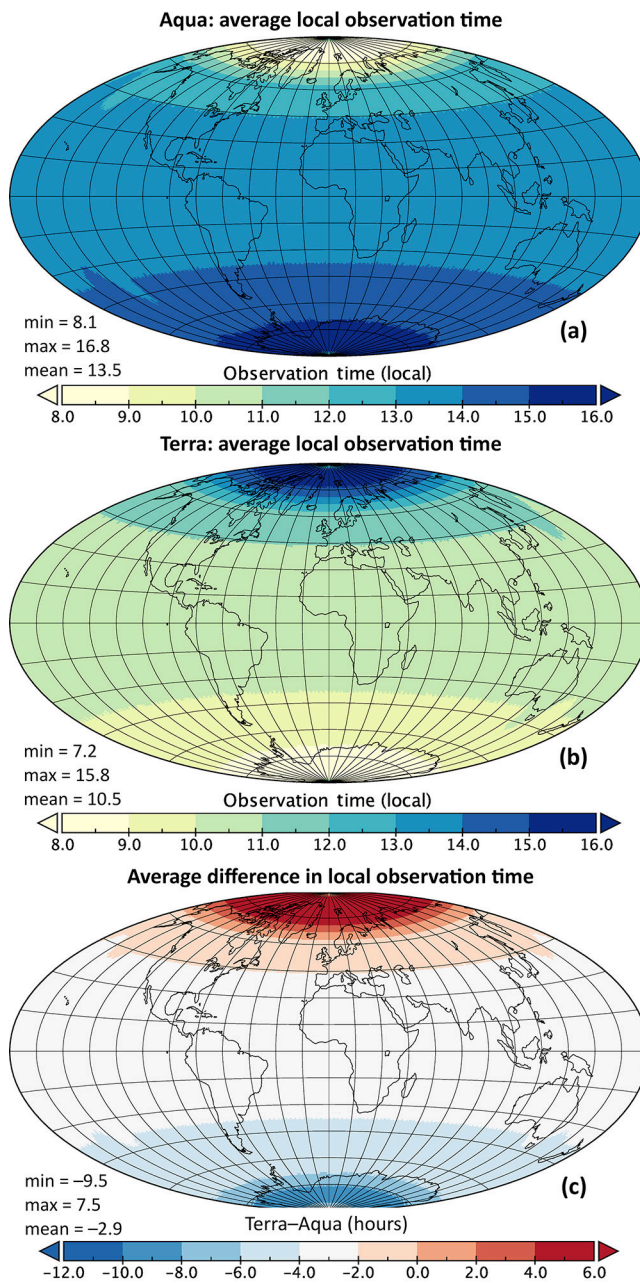 Aqua: average local observation time
min = 8.1
max = 16.8
mean = 13.5
(a)
Observation time (local)
8.0 9.0 10.0 11.0 12.0 13.0 14.0 15.0 16.0
Terra: average local observation time
min = 7.2
max = 15.8
mean = 10.5
(b)
Observation time (local)
8.0 9.0 10.0 11.0 12.0 13.0 14.0 15.0 16.0
Average difference in local observation time
min = –9.5
max = 7.5
mean = –2.9
(c)
Terra–Aqua (hours)
-12.0 -10.0 -8.0 -6.0 -4.0 -2.0 0.0 2.0 4.0 6.0